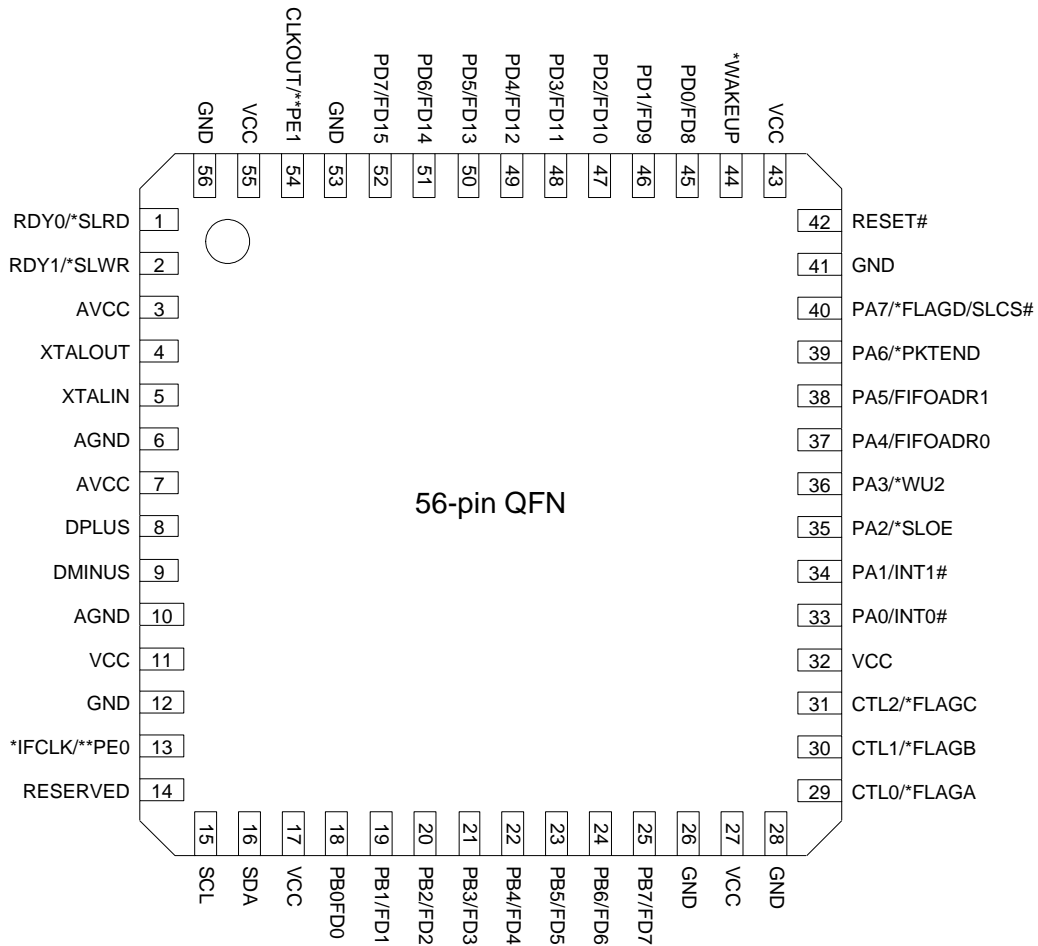 GND
VCC
CLKOUT/**PE1
GND
PD7/FD15
PD6/FD14
PD5/FD13
PD4/FD12
PD3/FD11
PD2/FD10
PD1/FD9
PD0/FD8
*WAKEUP
VCC
56
55
54
53
52
51
50
49
48
47
46
45
44
43
RDY0/*SLRD 1
42 RESET#
RDY1/*SLWR 2
41 GND
AVCC 3
40 PA7/*FLAGD/SLCS#
XTALOUT 4
39 PA6/*PKTEND
XTALIN 5
38 PA5/FIFOADR1
AGND 6
37 PA4/FIFOADR0
AVCC 7
36 PA3/*WU2
56-pin QFN
DPLUS 8
35 PA2/*SLOE
DMINUS 9
34 PA1/INT1#
AGND 10
33 PA0/INT0#
VCC 11
32 VCC
GND 12
31 CTL2/*FLAGC
*IFCLK/**PE0 13
30 CTL1/*FLAGB
RESERVED 14
29 CTL0/*FLAGA
15
16
17
18
19
20
21
22
23
24
25
26
27
28
SCL
SDA
VCC
PB0FD0
PB1/FD1
PB2/FD2
PB3/FD3
PB4/FD4
PB5/FD5
PB6/FD6
PB7/FD7
GND
VCC
GND